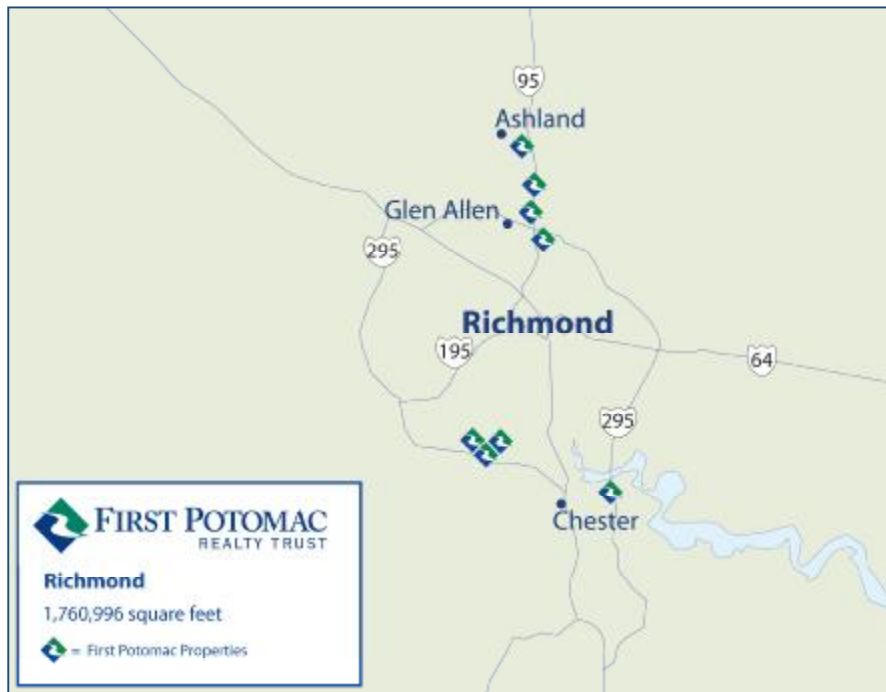 95
Ashland
Glen Allen
295
Richmond
195
64
295
Chester
FIRST POTOMAC
REALTY TRUST
Richmond
1,760,996 square feet
= First Potomac Properties